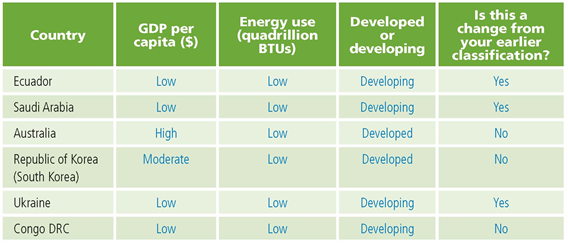 Country GDP per capita ($) Energy use (quadrillion BTUs) Developed or developing Is this a change from your earlier classification?
Ecuador Low Low Developing Yes
Saudi Arabia Low Low Developing Yes
Australia High Low Developed No
Republic of Korea (South Korea) Moderate Low Developed No
Ukraine Low Low Developing Yes
Congo DRC Low Low Developing No